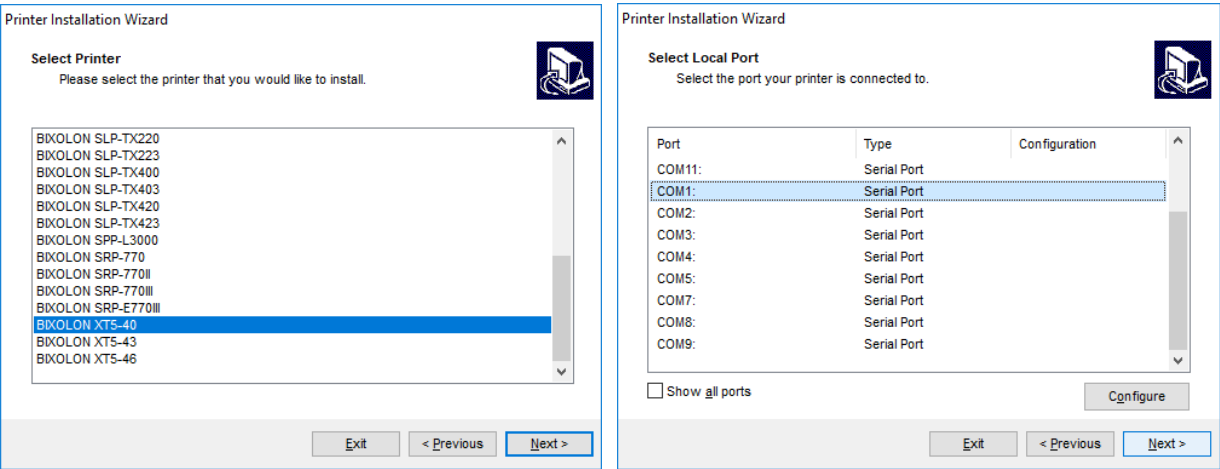 Printer Installation Wizard
Select Printer
Please select the printer that you would like to install.
BIXOLON SLP-TX220
BIXOLON SLP-TX223
BIXOLON SLP-TX400
BIXOLON SLP-TX403
BIXOLON SLP-TX420
BIXOLON SLP-TX423
BIXOLON SPP-L3000
BIXOLON SRP-770
BIXOLON SRP-770II
BIXOLON SRP-770III
BIXOLON SRP-E770III
BIXOLON XT5-40
BIXOLON XT5-43
BIXOLON XT5-46
Exit < Previous Next >
Printer Installation Wizard
Select Local Port
Select the port your printer is connected to.
Port Type Configuration
COM11: Serial Port
COM1: Serial Port
COM2: Serial Port
COM3: Serial Port
COM4: Serial Port
COM5: Serial Port
COM7: Serial Port
COM8: Serial Port
COM9: Serial Port
Show all ports
Configure
Exit < Previous Next >